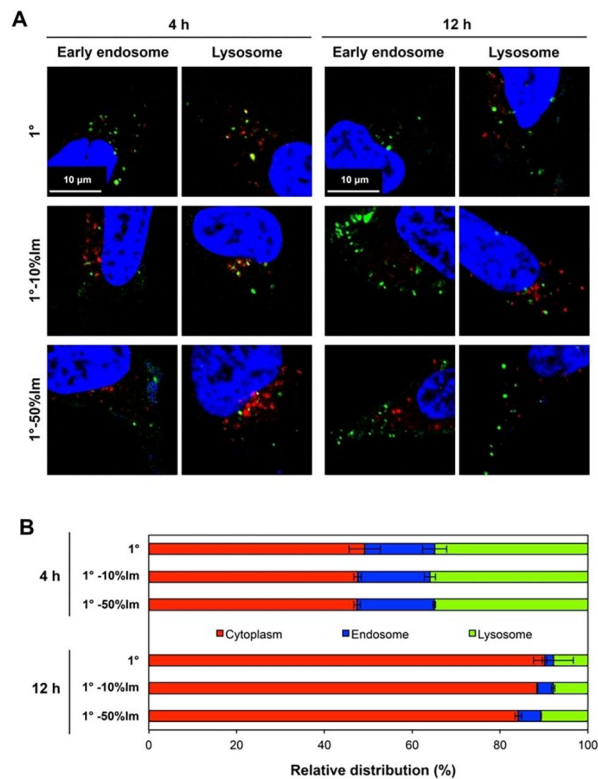 A
4 h 12 h
Early endosome Lysosome Early endosome Lysosome
1°
10 µm 10 µm
1°-10%Im
1°-50%Im
B
4 h
1°
1° -10%Im
1° -50%Im
Cytoplasm Endosome Lysosome
12 h
1°
1° -10%Im
1° -50%Im
0 20 40 60 80 100
Relative distribution (%)